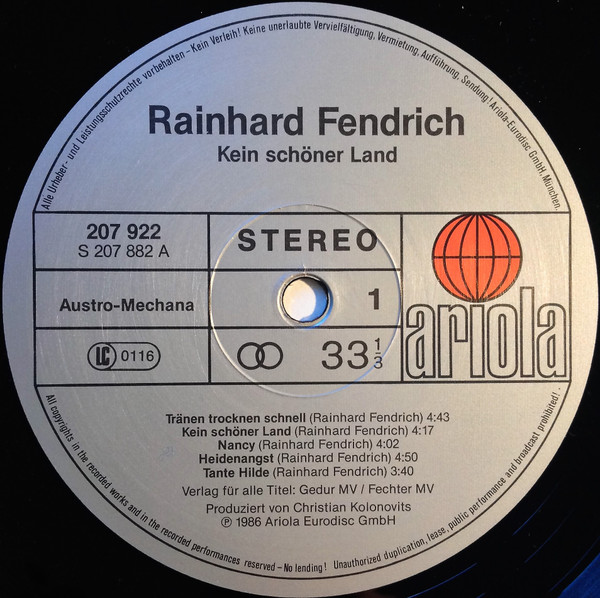 Alle Urheber- und Leistungsschutzrechte vorbehalten – Kein Verleih! Keine unerlaubte Vervielfältigung, Vermietung, Aufführung, Sendung! Ariola-Eurodisc GmbH, München.
Rainhard Fendrich
Kein schöner Land
207 922
S 207 882 A
STEREO
Austro-Mechana
1
LC 0116
33 1/3
ariola
Tränen trocknen schnell (Rainhard Fendrich) 4:43
Kein schöner Land (Rainhard Fendrich) 4:17
Nancy (Rainhard Fendrich) 4:02
Heidenangst (Rainhard Fendrich) 4:50
Tante Hilde (Rainhard Fendrich) 3:40
Verlag für alle Titel: Gedur MV / Fechter MV
Produziert von Christian Kolonovits
℗ 1986 Ariola Eurodisc GmbH
All copyrights in the recorded works and in the recorded performances reserved – No lending! Unauthorized duplication, lease, public performance and broadcast prohibited!